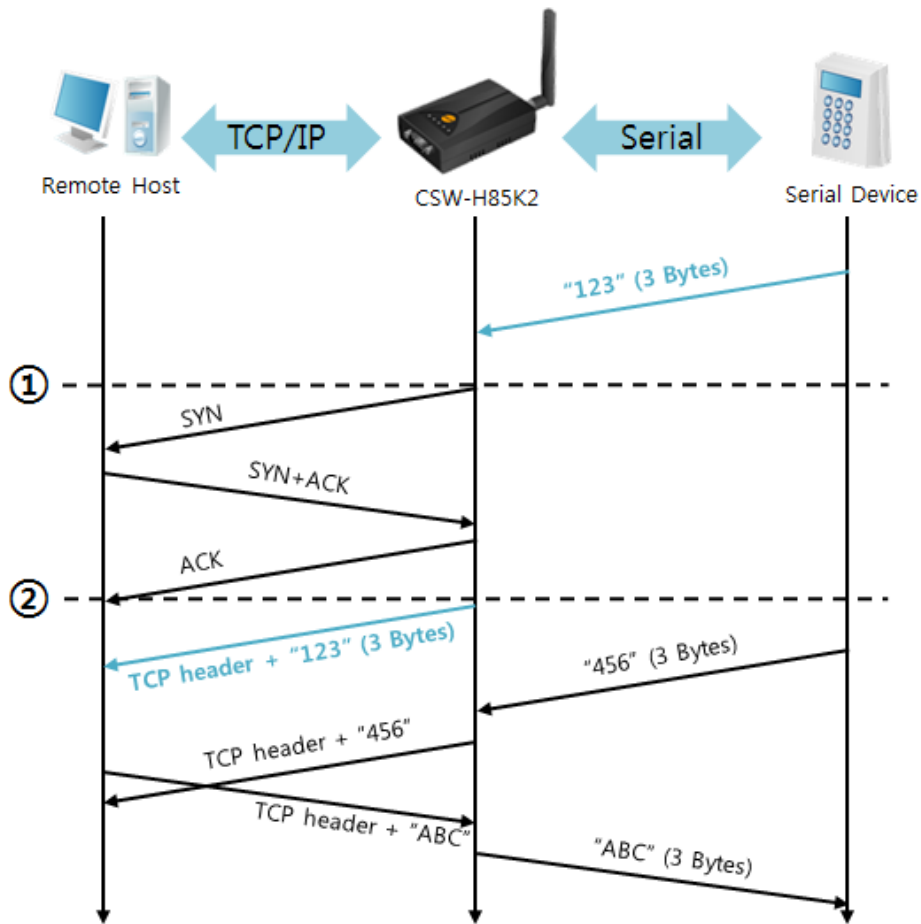 TCP/IP
Serial
Remote Host
CSW-H85K2
Serial Device
“123” (3 Bytes)
①
SYN
SYN+ACK
ACK
②
TCP header + “123” (3 Bytes)
“456” (3 Bytes)
TCP header + “456”
TCP header + “ABC”
“ABC” (3 Bytes)